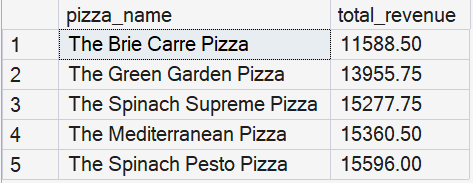 pizza_name total_revenue
1 The Brie Carre Pizza 11588.50
2 The Green Garden Pizza 13955.75
3 The Spinach Supreme Pizza 15277.75
4 The Mediterranean Pizza 15360.50
5 The Spinach Pesto Pizza 15596.00